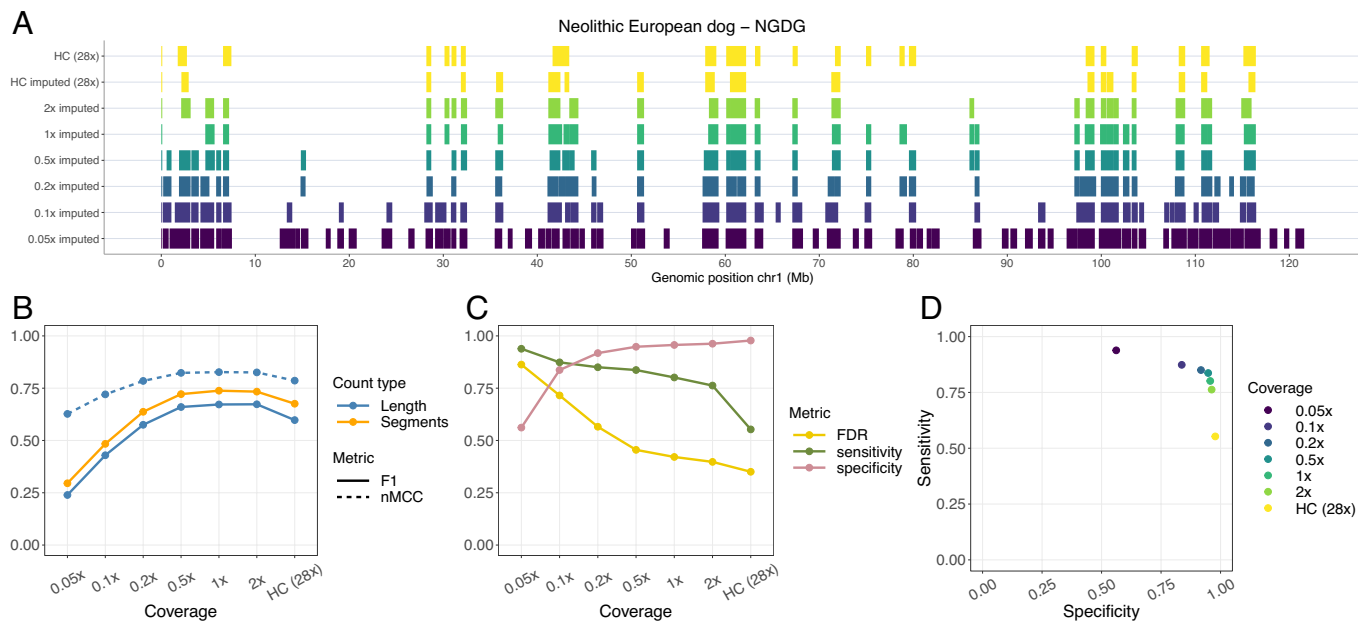 A
Neolithic European dog – NGDG
HC (28x)
HC imputed (28x)
2x imputed
1x imputed
0.5x imputed
0.2x imputed
0.1x imputed
0.05x imputed
0 10 20 30 40 50 60 70 80 90 100 110 120
Genomic position chr1 (Mb)
B
1.00
0.75
0.50
0.25
0.00
0.05x 0.1x 0.2x 0.5x 1x 2x HC (28x)
Coverage
Count type
Length
Segments
Metric
F1
nMCC
C
1.00
0.75
0.50
0.25
0.00
0.05x 0.1x 0.2x 0.5x 1x 2x HC (28x)
Coverage
Metric
FDR
sensitivity
specificity
D
Sensitivity
1.00
0.75
0.50
0.25
0.00
0.00 0.25 0.50 0.75 1.00
Specificity
Coverage
0.05x
0.1x
0.2x
0.5x
1x
2x
HC (28x)